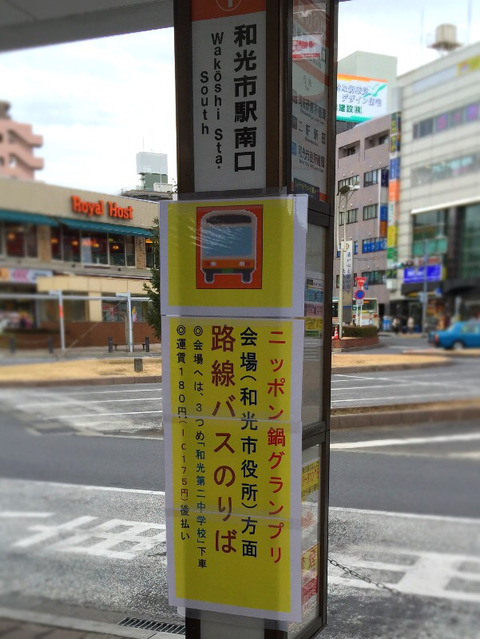 和光市駅南口
Wakōshi Sta.
South
Royal Host
ニッポン鍋グランプリ
会場(和光市役所)方面
路線バスのりば
◎会場へは、3つめ「和光第二中学校」下車
◎運賃180円(IC175円)後払い